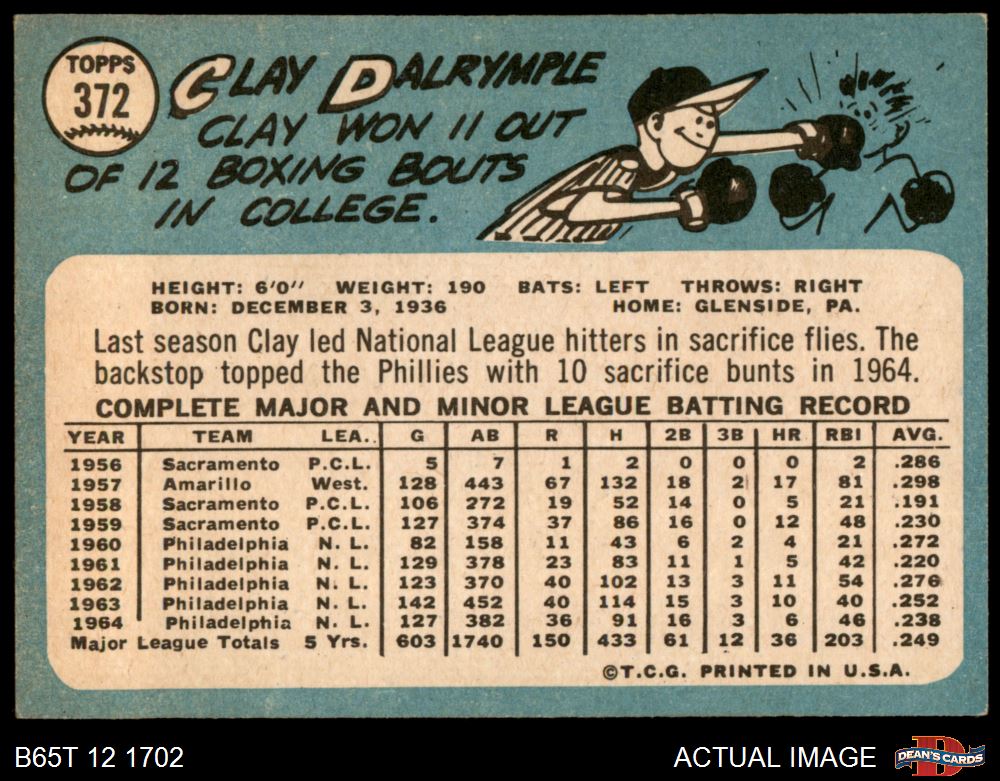 TOPPS
372
CLAY DALRYMPLE
CLAY WON 11 OUT
OF 12 BOXING BOUTS
IN COLLEGE.
HEIGHT: 6'0" WEIGHT: 190 BATS: LEFT THROWS: RIGHT
BORN: DECEMBER 3, 1936 HOME: GLENSIDE, PA.
Last season Clay led National League hitters in sacrifice flies. The
backstop topped the Phillies with 10 sacrifice bunts in 1964.
COMPLETE MAJOR AND MINOR LEAGUE BATTING RECORD
YEAR TEAM LEA. G AB R H 2B 3B HR RBI AVG.
1956 Sacramento P.C.L. 5 7 1 2 0 0 0 2 .286
1957 Amarillo West. 128 443 67 132 18 2 17 81 .298
1958 Sacramento P.C.L. 106 272 19 52 14 0 5 21 .191
1959 Sacramento P.C.L. 127 374 37 86 16 0 12 48 .230
1960 Philadelphia N. L. 82 158 11 43 6 2 4 21 .272
1961 Philadelphia N. L. 129 378 23 83 11 1 5 42 .220
1962 Philadelphia N. L. 123 370 40 102 13 3 11 54 .276
1963 Philadelphia N. L. 142 452 40 114 15 3 10 40 .252
1964 Philadelphia N. L. 127 382 36 91 16 3 6 46 .238
Major League Totals 5 Yrs. 603 1740 150 433 61 12 36 203 .249
©T.C.G. PRINTED IN U.S.A.
B65T 12 1702 ACTUAL IMAGE DEAN'S CARDS